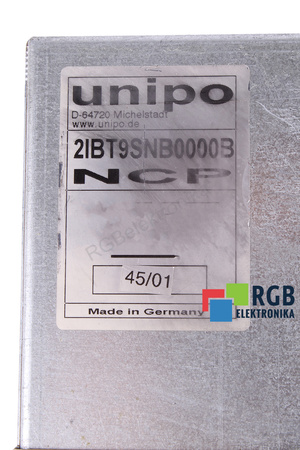 unipo
D-64720 Michelstadt
www.unipo.de
2IBT9SNB0000B
NCP
45/01
Made in Germany
RGB
ELEKTRONIKA